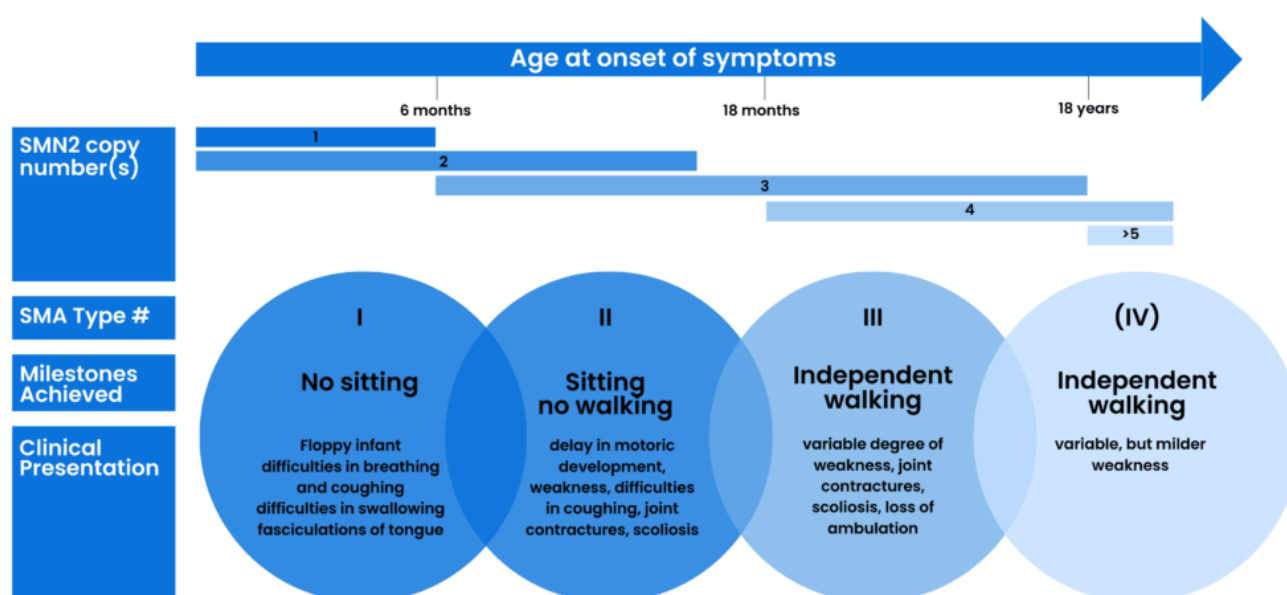 Age at onset of symptoms
6 months
18 months
18 years
SMN2 copy
number(s)
1
2
3
4
>5
SMA Type #
I
II
III
(IV)
Milestones
Achieved
No sitting
Sitting
no walking
Independent
walking
Independent
walking
Clinical
Presentation
Floppy infant
difficulties in breathing
and coughing
difficulties in swallowing
fasciculations of tongue
delay in motoric
development,
weakness, difficulties
in coughing, joint
contractures, scoliosis
variable degree of
weakness, joint
contractures,
scoliosis, loss of
ambulation
variable, but milder
weakness